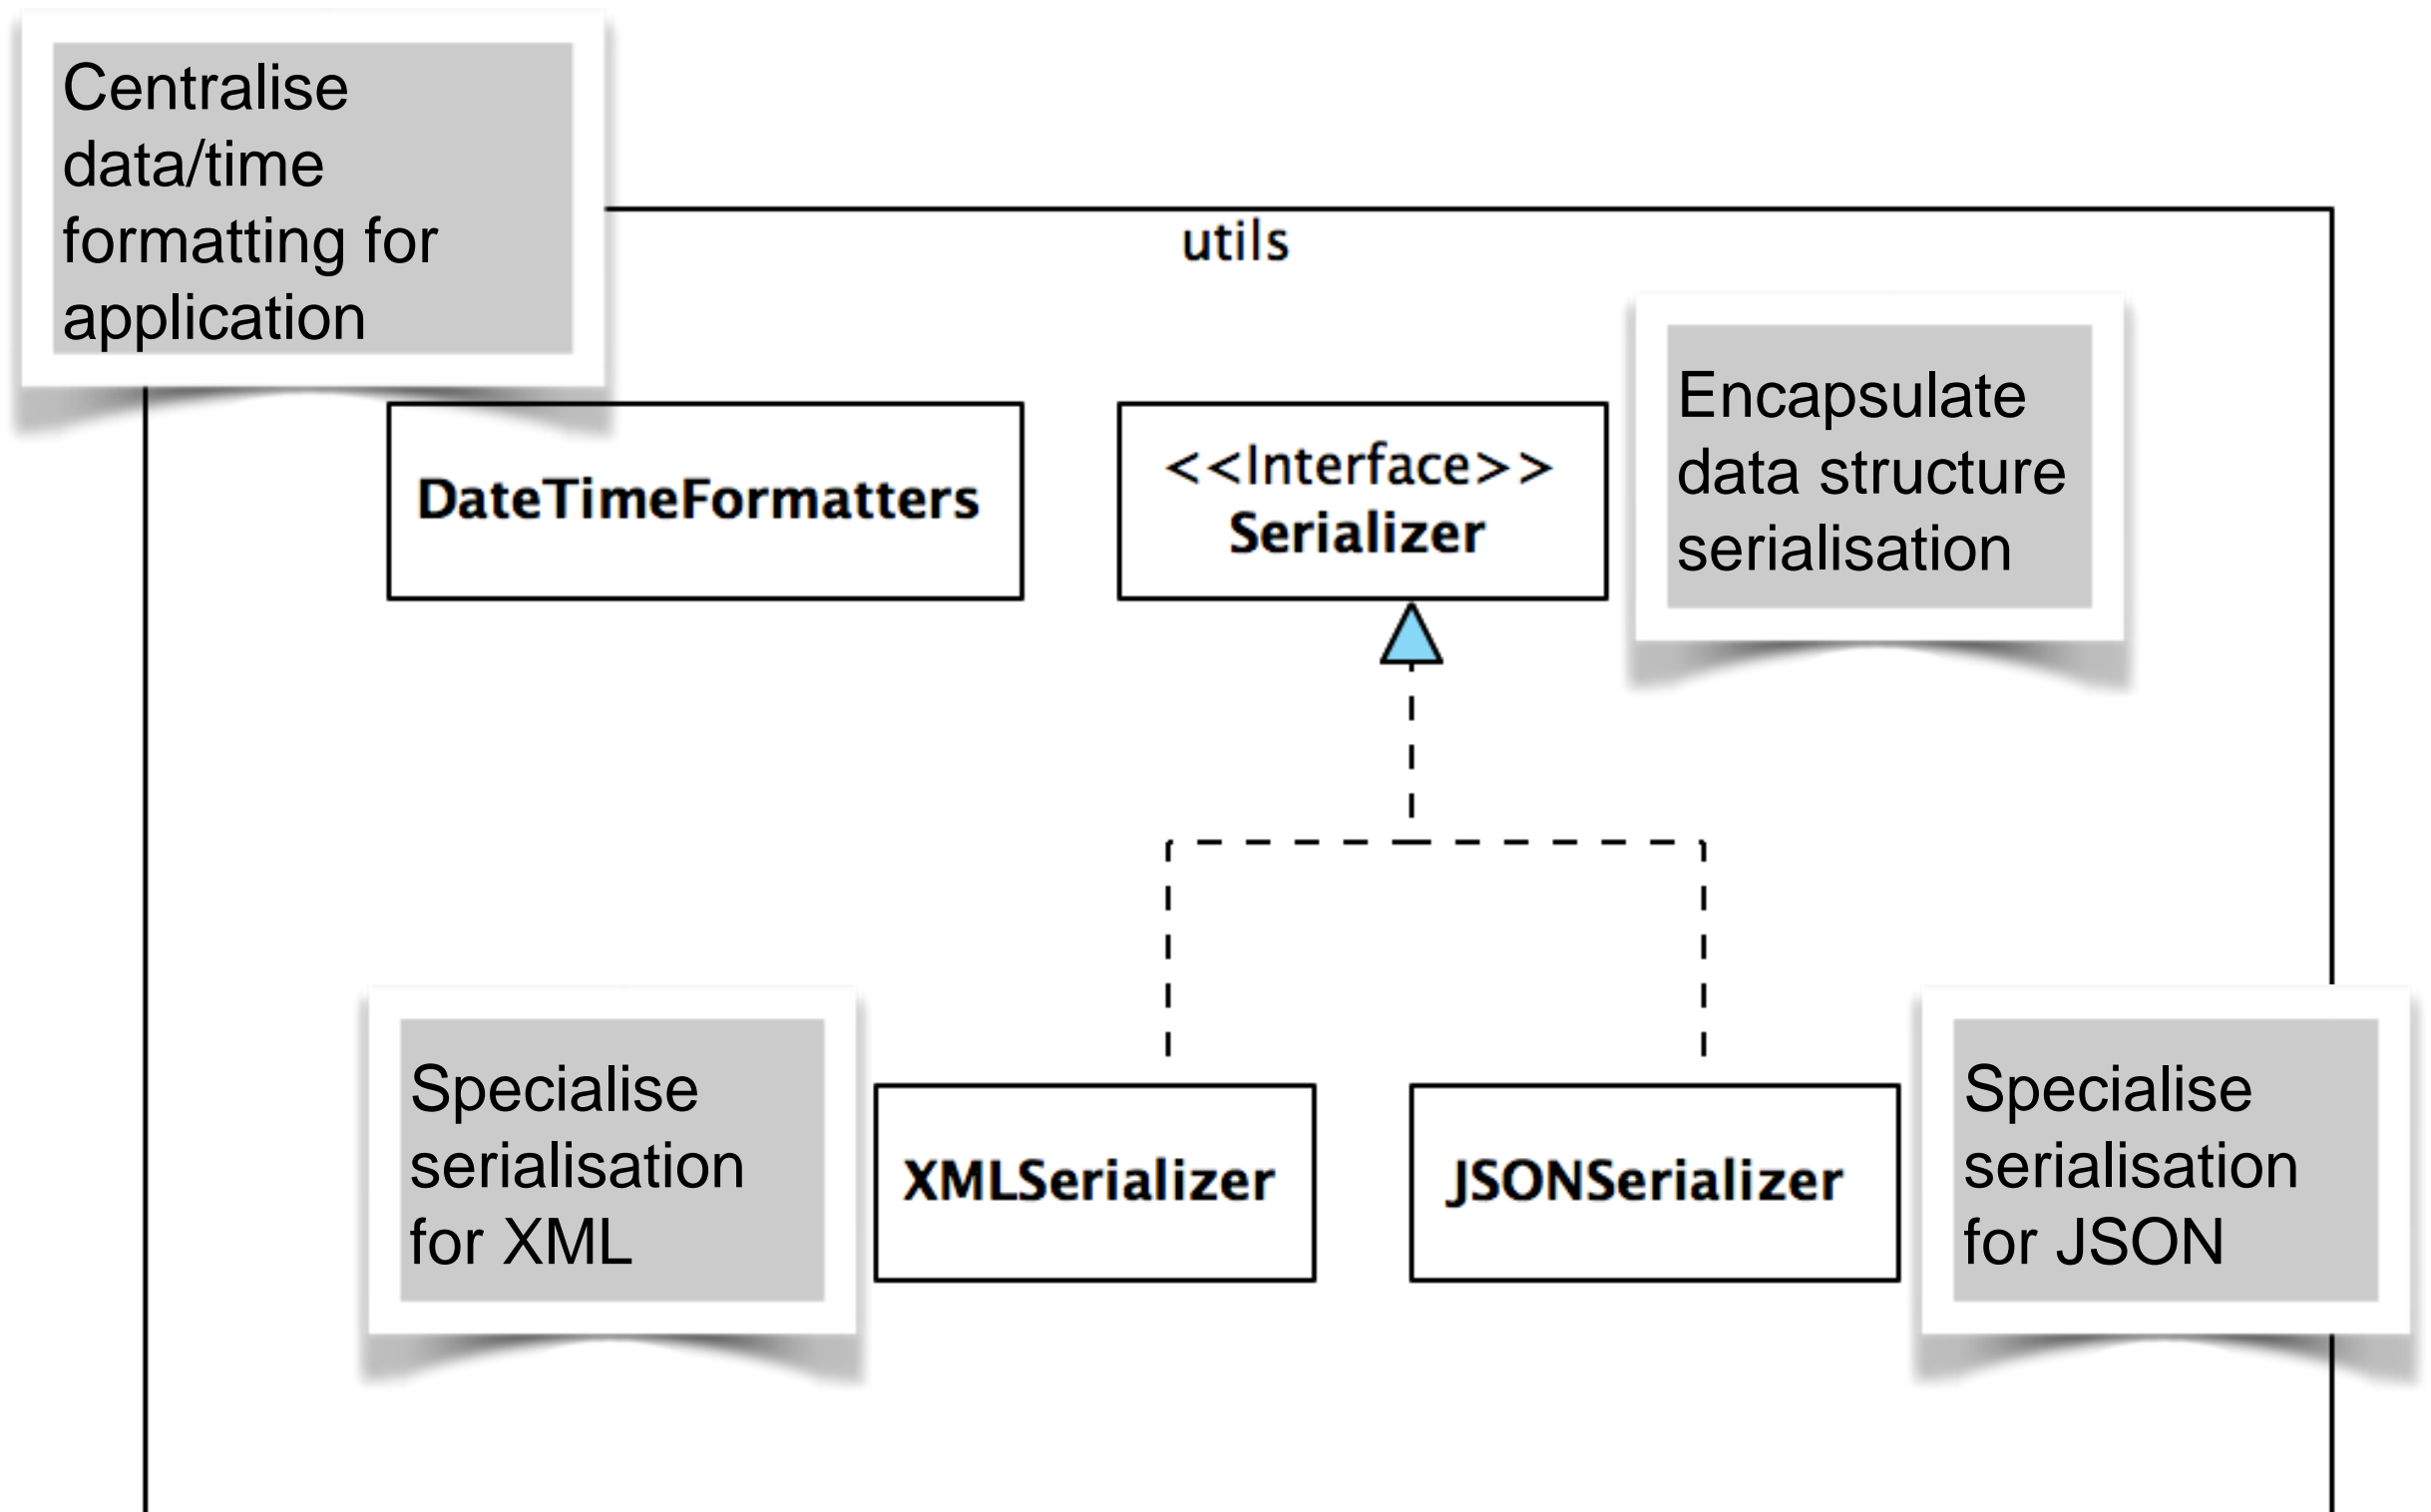 Centralise
data/time
formatting for
application
utils
DateTimeFormatters
<<Interface>>
Serializer
Encapsulate
data structure
serialisation
Specialise
serialisation
for XML
XMLSerializer
JSONSerializer
Specialise
serialisation
for JSON